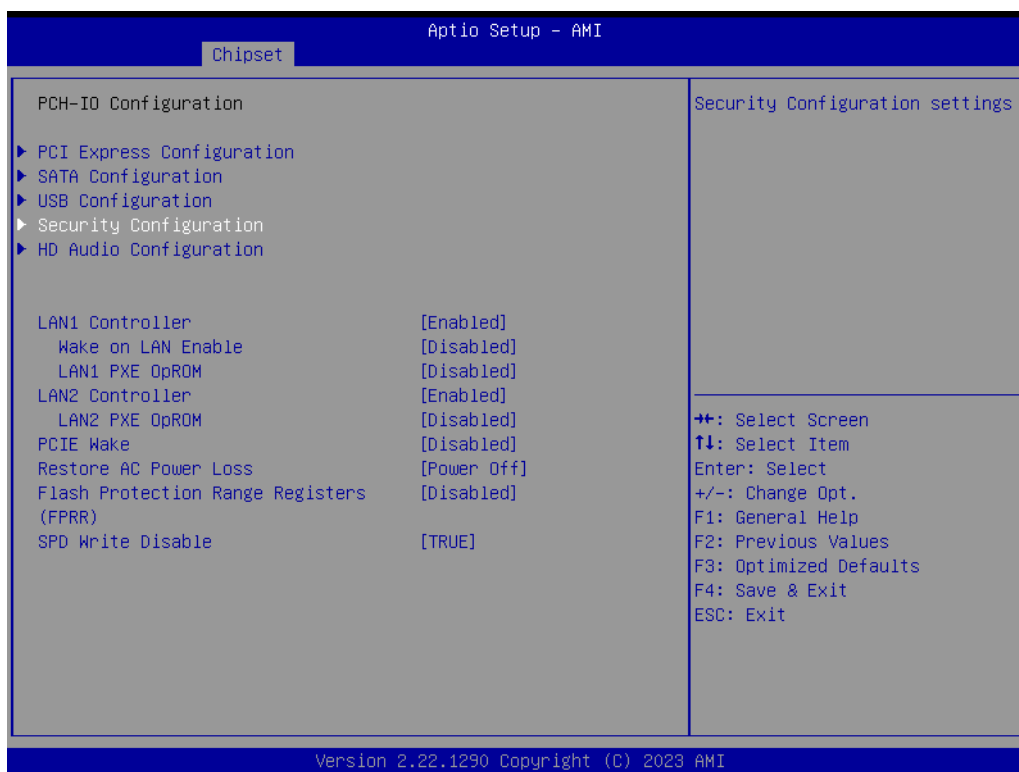 Aptio Setup – AMI
Chipset
PCH-IO Configuration
PCI Express Configuration
SATA Configuration
USB Configuration
Security Configuration
HD Audio Configuration
LAN1 Controller [Enabled]
Wake on LAN Enable [Disabled]
LAN1 PXE OpROM [Disabled]
LAN2 Controller [Enabled]
LAN2 PXE OpROM [Disabled]
PCIE Wake [Disabled]
Restore AC Power Loss [Power Off]
Flash Protection Range Registers [Disabled]
(FPRR)
SPD Write Disable [TRUE]
Security Configuration settings
→←: Select Screen
↑↓: Select Item
Enter: Select
+/-: Change Opt.
F1: General Help
F2: Previous Values
F3: Optimized Defaults
F4: Save & Exit
ESC: Exit
Version 2.22.1290 Copyright (C) 2023 AMI